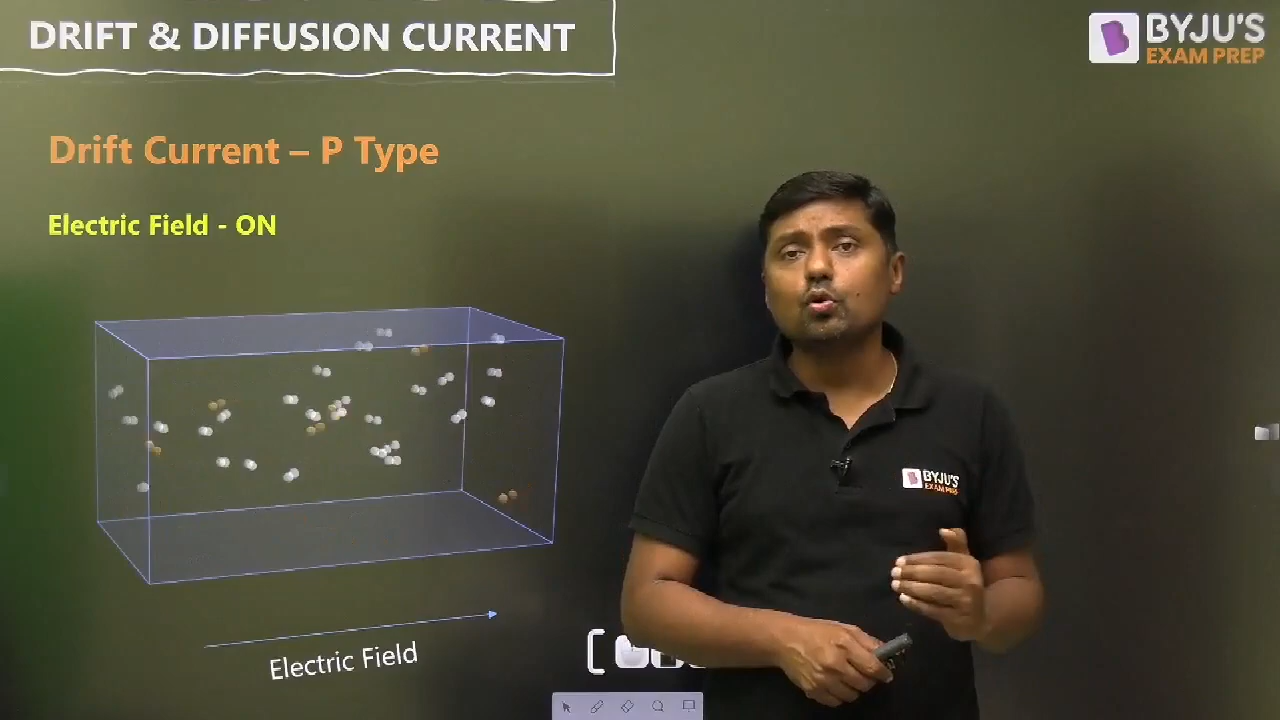 DRIFT & DIFFUSION CURRENT
BYJU'S
EXAM PREP
Drift Current – P Type
Electric Field - ON
BYJU'S
EXAM PREP
Electric Field